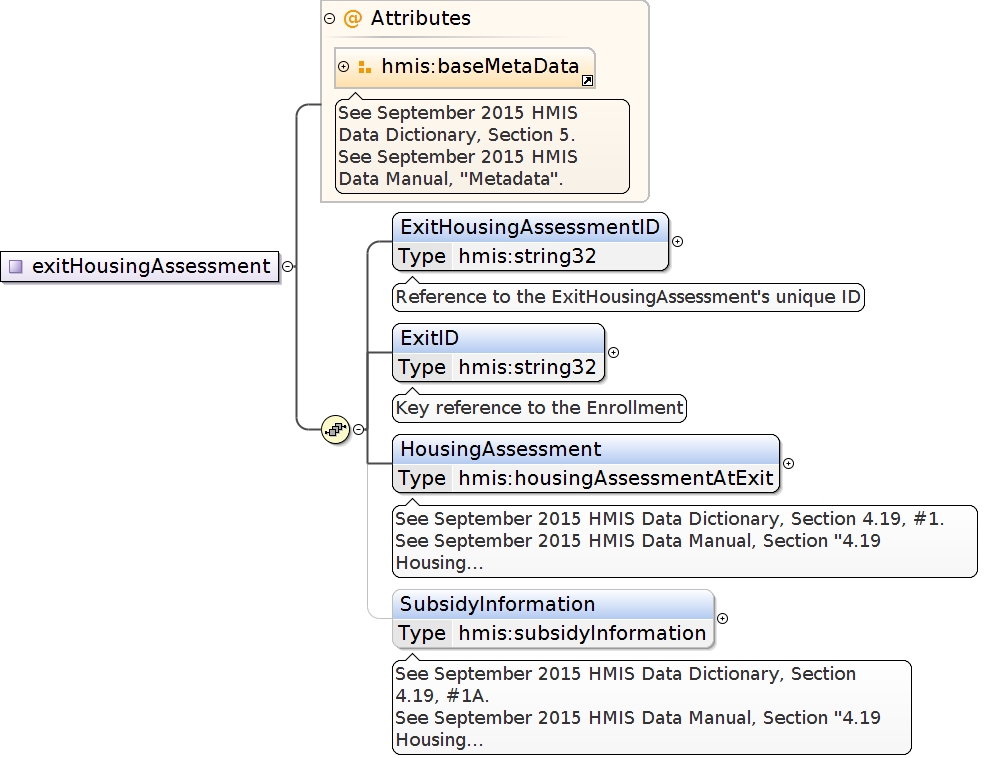 @ Attributes
hmis:baseMetaData
See September 2015 HMIS
Data Dictionary, Section 5.
See September 2015 HMIS
Data Manual, "Metadata".
exitHousingAssessment
ExitHousingAssessmentID
Type hmis:string32
Reference to the ExitHousingAssessment's unique ID
ExitID
Type hmis:string32
Key reference to the Enrollment
HousingAssessment
Type hmis:housingAssessmentAtExit
See September 2015 HMIS Data Dictionary, Section 4.19, #1.
See September 2015 HMIS Data Manual, Section "4.19
Housing...
SubsidyInformation
Type hmis:subsidyInformation
See September 2015 HMIS Data Dictionary, Section
4.19, #1A.
See September 2015 HMIS Data Manual, Section "4.19
Housing...